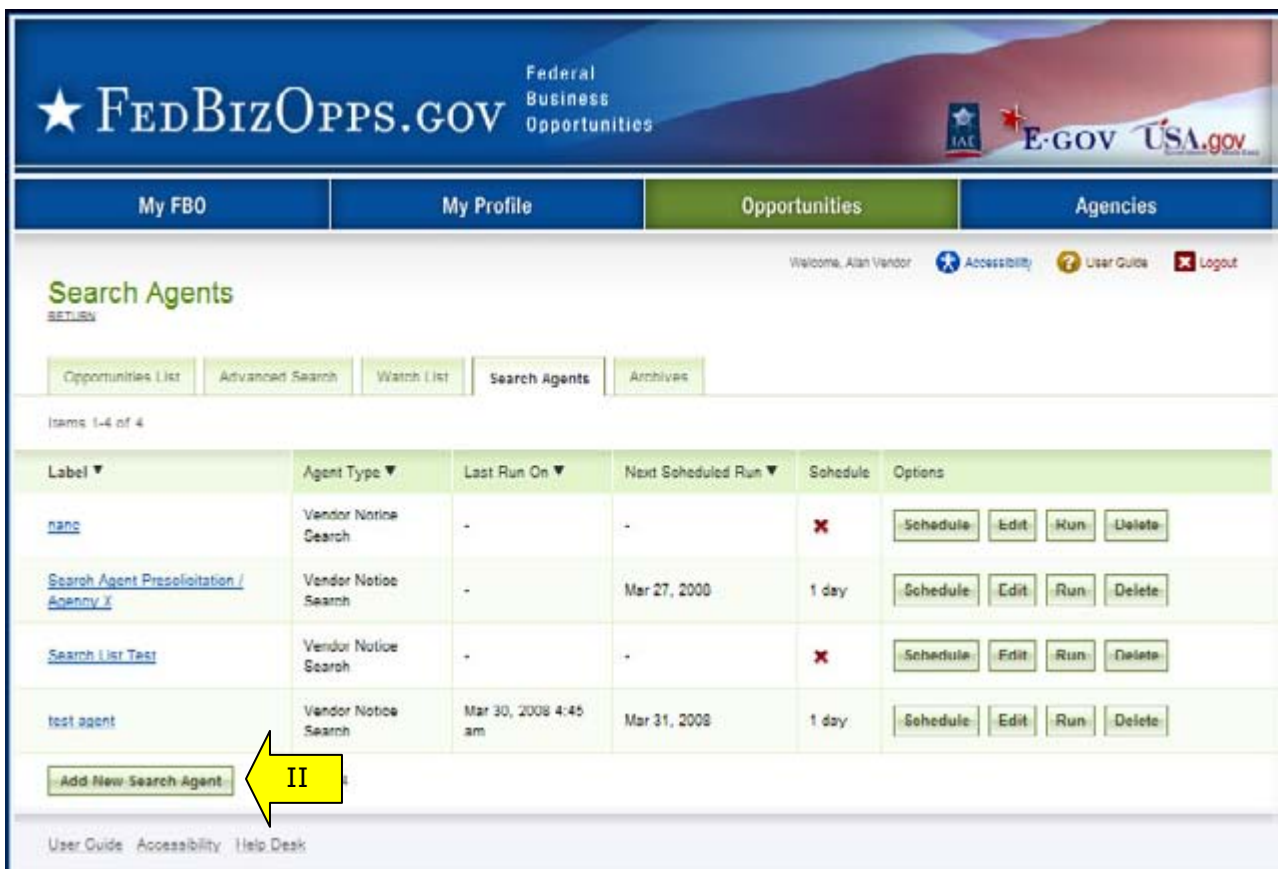 ★ FEDBIZOPPS.GOV
Federal
Business
Opportunities
IAE E-GOV USA.gov
My FBO My Profile Opportunities Agencies
Welcome, Alan Vendor Accessibility User Guide Logout
Search Agents
RETURN
Opportunities List Advanced Search Watch List Search Agents Archives
Items 1-4 of 4
Label ▼ Agent Type ▼ Last Run On ▼ Next Scheduled Run ▼ Schedule Options
Vendor Notice
Search - - Schedule Edit Run Delete
Search Agent Presolicitation /
Agency X Vendor Notice
Search - Mar 27, 2008 1 day Schedule Edit Run Delete
Search List Test Vendor Notice
Search - - Schedule Edit Run Delete
test agent Vendor Notice
Search Mar 30, 2008 4:45
am Mar 31, 2008 1 day Schedule Edit Run Delete
Add New Search Agent II
User Guide Accessibility Help Desk